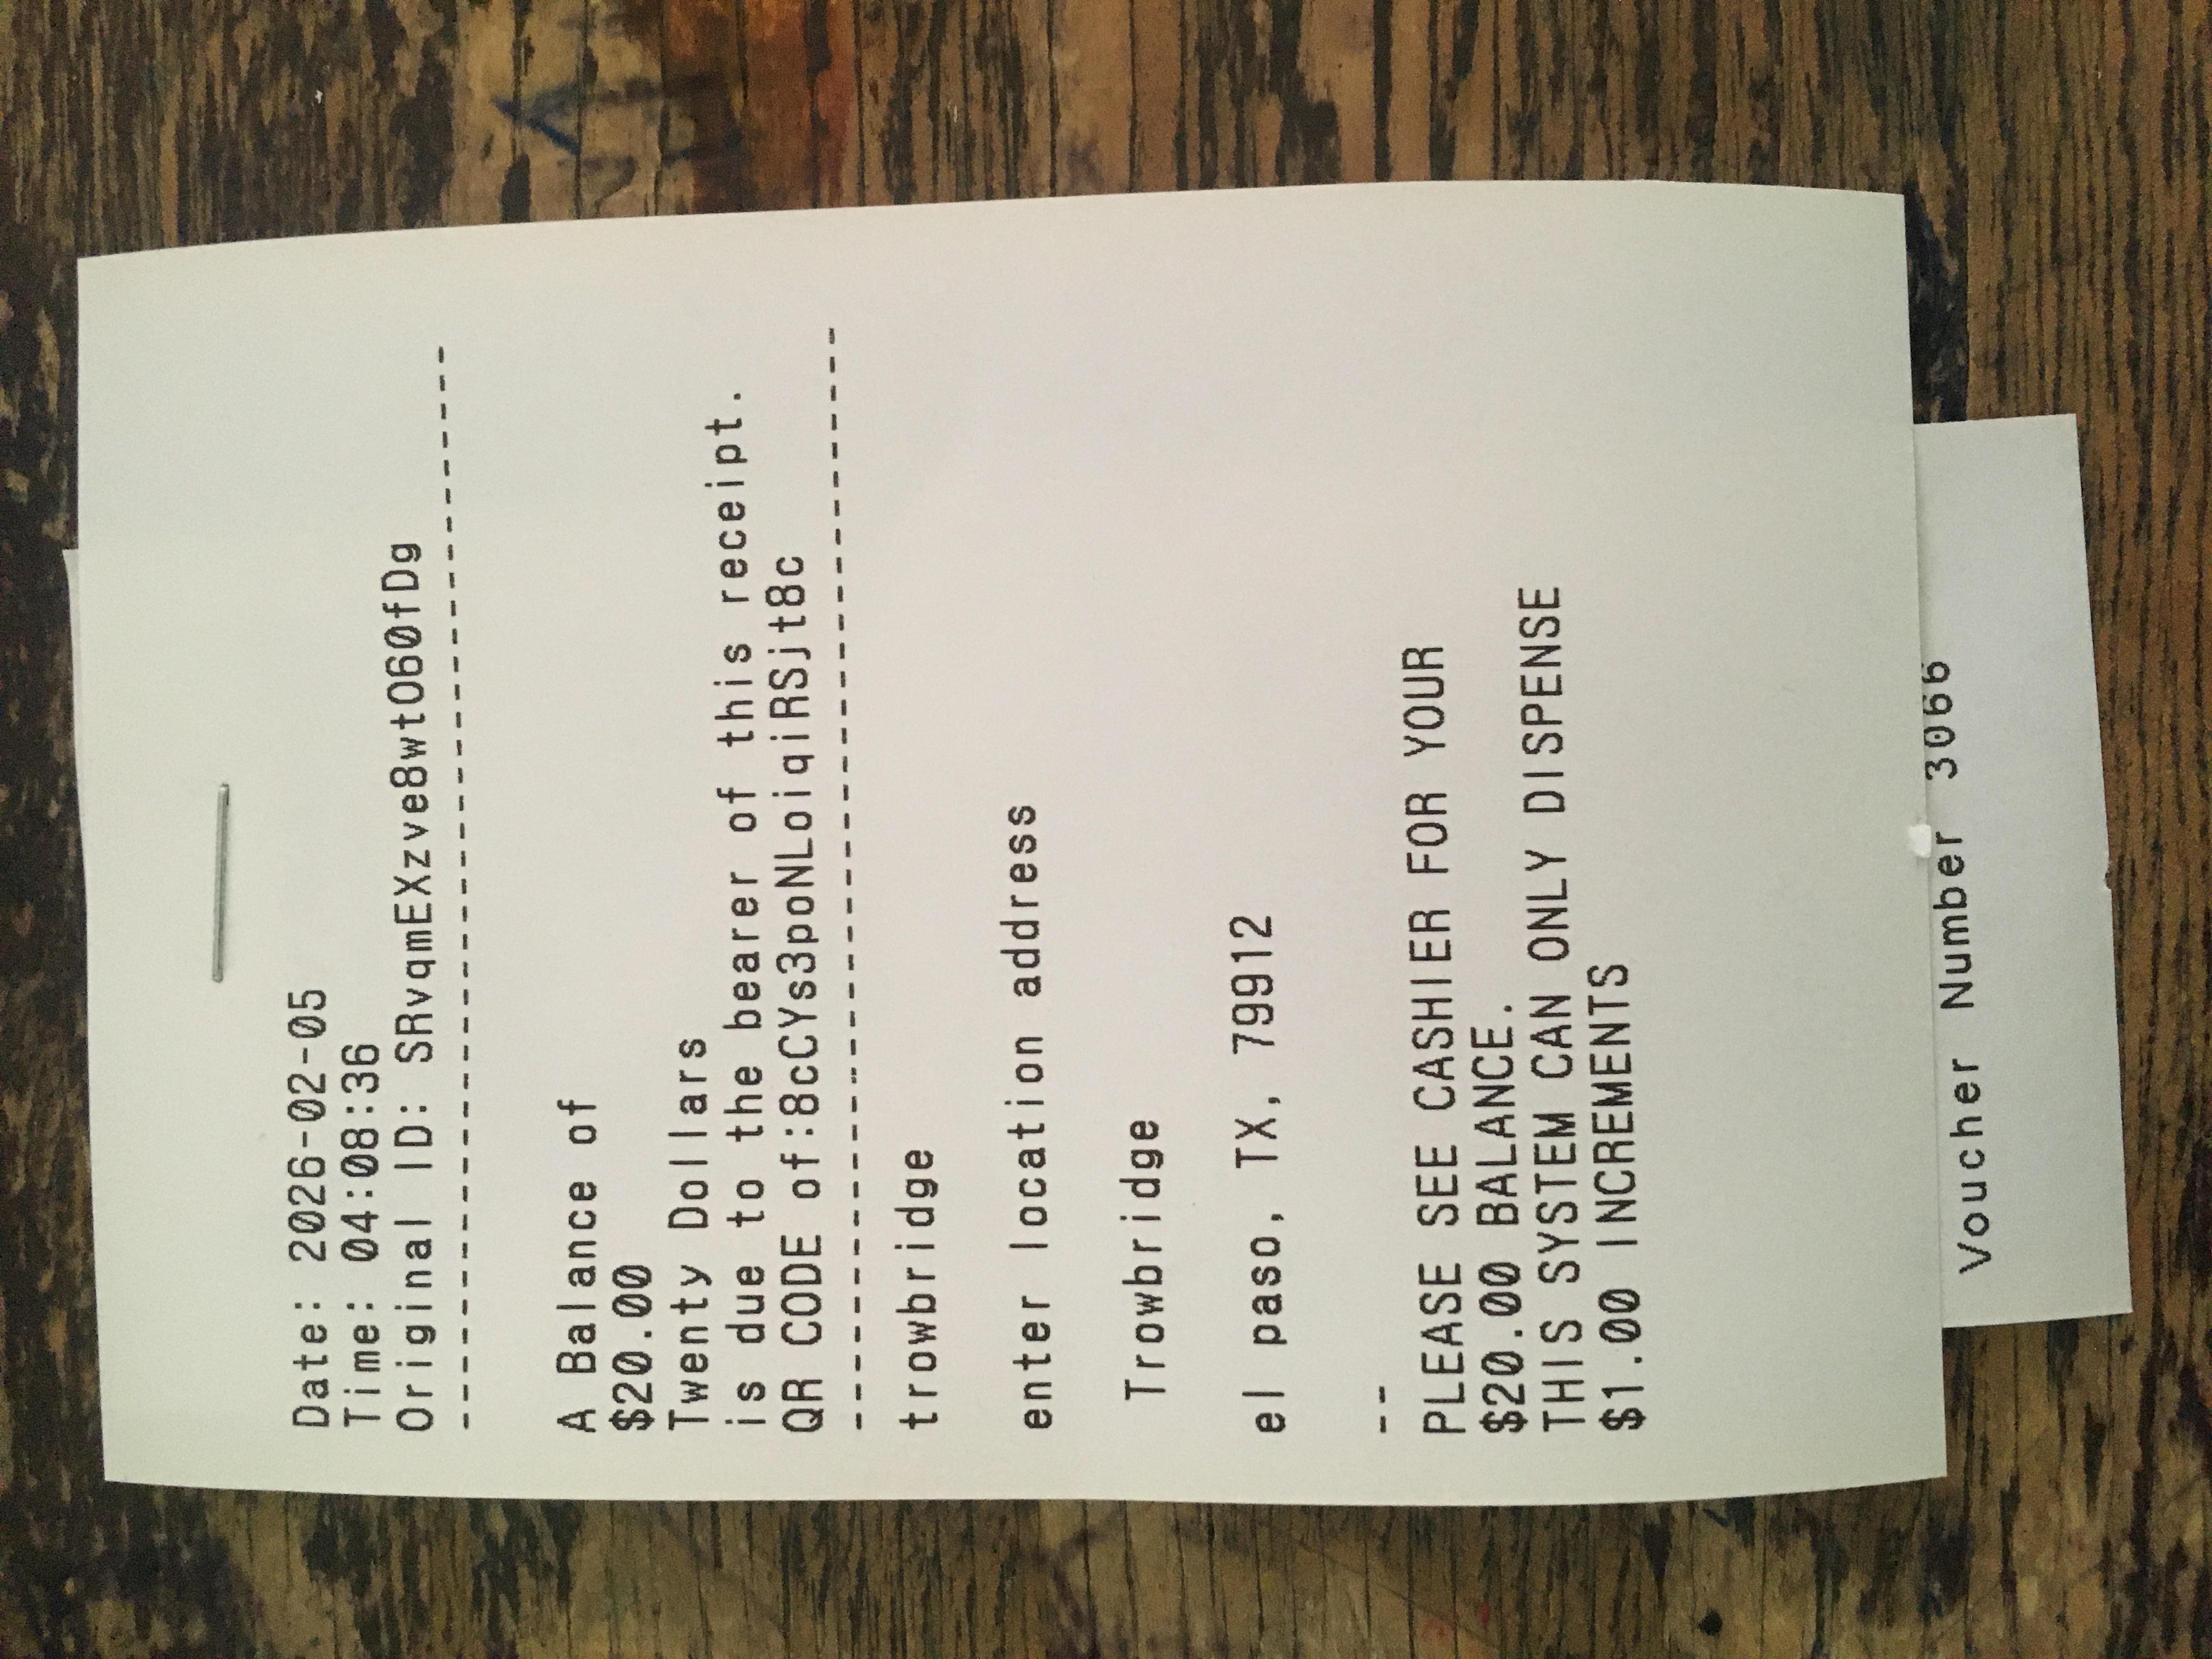 Date: 2026-02-05
Time: 04:08:36
Original ID: SRvqmEXzve8wtO60fDg
--------------------------------
A Balance of
$20.00
Twenty Dollars
is due to the bearer of this receipt.
QR CODE of:8cCYs3poNLoiqiRSjt8c
--------------------------------
trowbridge
enter location address
Trowbridge
el paso, TX, 79912
--
PLEASE SEE CASHIER FOR YOUR
$20.00 BALANCE.
THIS SYSTEM CAN ONLY DISPENSE
$1.00 INCREMENTS
Voucher Number 3066